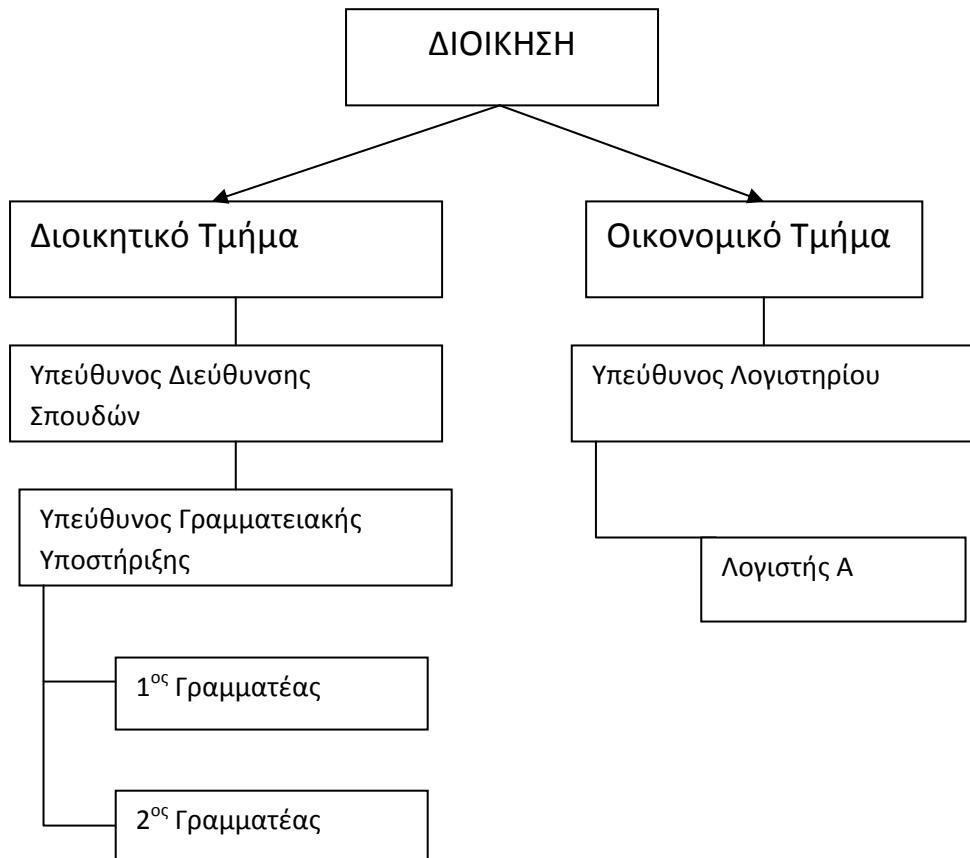 ΔΙΟΙΚΗΣΗ
Διοικητικό Τμήμα
Οικονομικό Τμήμα
Υπεύθυνος Διεύθυνσης
Σπουδών
Υπεύθυνος Λογιστηρίου
Υπεύθυνος Γραμματειακής
Υποστήριξης
Λογιστής Α
1ος Γραμματέας
2ος Γραμματέας